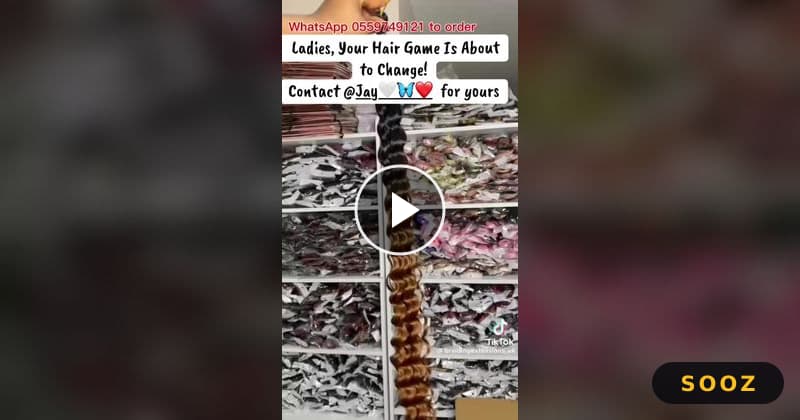 WhatsApp 0559749121 to order
Ladies, Your Hair Game Is About
to Change!
Contact @Jay🤍🦋❤️ for yours
TikTok
SOOZ